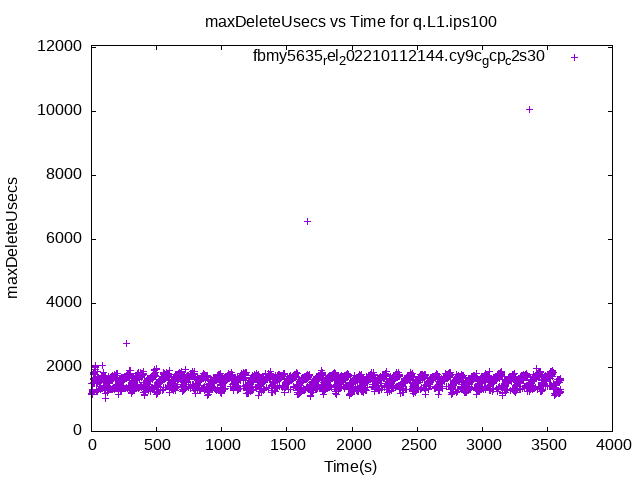 maxDeleteUsecs vs Time for q.L1.ips100
fbmy5635rel202210112144.cy9cgcpc2s30
12000
10000
8000
6000
4000
2000
0
maxDeleteUsecs
0 500 1000 1500 2000 2500 3000 3500 4000
Time(s)